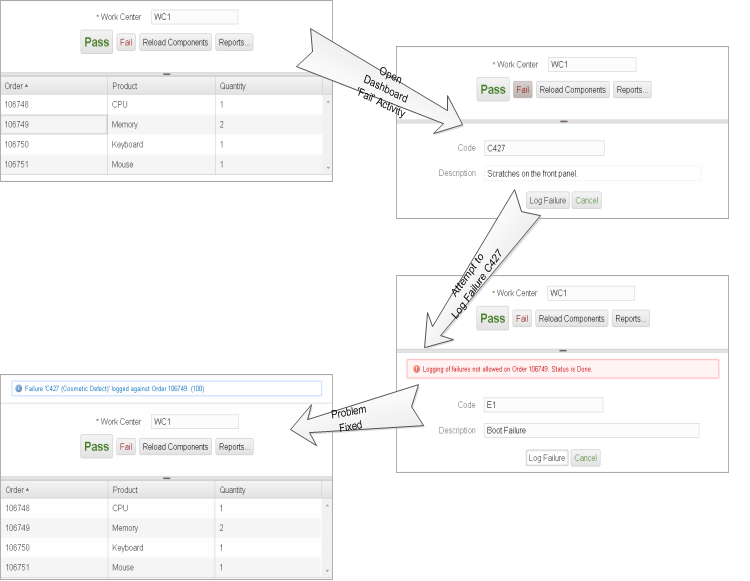 * Work Center WC1
Pass Fail Reload Components Reports...
Order Product Quantity
106748 CPU 1
106749 Memory 2
106750 Keyboard 1
106751 Mouse 1
Open
Dashboard
'Fail' Activity
* Work Center WC1
Pass Fail Reload Components Reports...
Code C427
Description Scratches on the front panel.
Log Failure Cancel
Attempt to
Log Failure C427
* Work Center WC1
Pass Fail Reload Components Reports...
Logging of failures not allowed on Order 106749. Status is Done.
Code E1
Description Boot Failure
Log Failure Cancel
Problem
Fixed
Failure 'C427 (Cosmetic Defect)' logged against Order 106749. (100)
* Work Center WC1
Pass Fail Reload Components Reports...
Order Product Quantity
106748 CPU 1
106749 Memory 2
106750 Keyboard 1
106751 Mouse 1